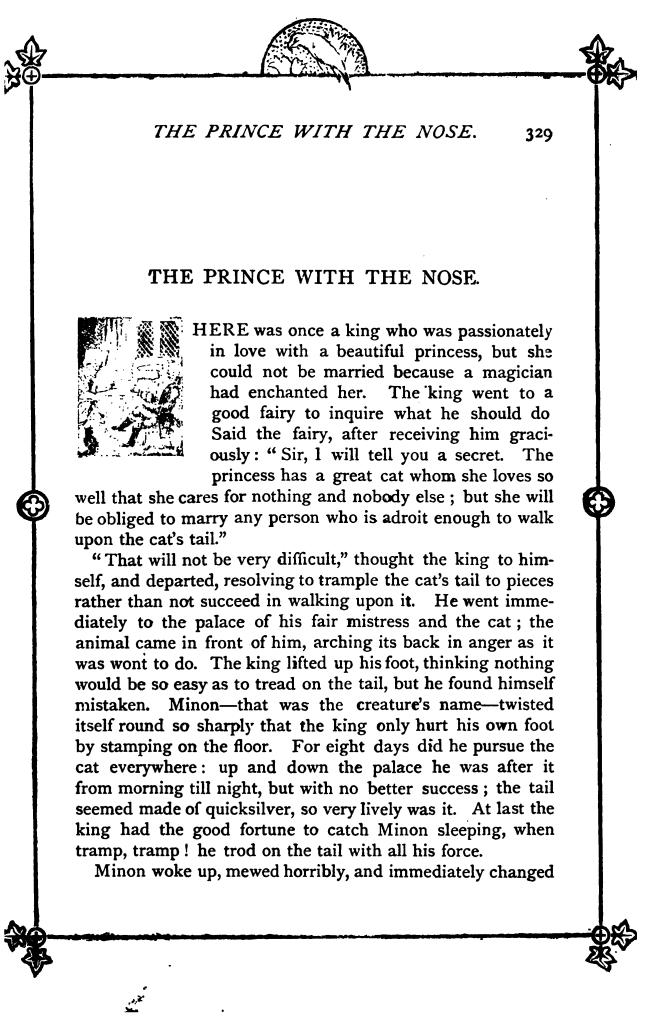 THE PRINCE WITH THE NOSE. 329
THE PRINCE WITH THE NOSE.
HERE was once a king who was passionately
in love with a beautiful princess, but she
could not be married because a magician
had enchanted her. The king went to a
good fairy to inquire what he should do
Said the fairy, after receiving him graci-
ously : “ Sir, I will tell you a secret. The
princess has a great cat whom she loves so
well that she cares for nothing and nobody else ; but she will
be obliged to marry any person who is adroit enough to walk
upon the cat’s tail.”
“ That will not be very difficult,” thought the king to him-
self, and departed, resolving to trample the cat’s tail to pieces
rather than not succeed in walking upon it. He went imme-
diately to the palace of his fair mistress and the cat ; the
animal came in front of him, arching its back in anger as it
was wont to do. The king lifted up his foot, thinking nothing
would be so easy as to tread on the tail, but he found himself
mistaken. Minon—that was the creature’s name—twisted
itself round so sharply that the king only hurt his own foot
by stamping on the floor. For eight days did he pursue the
cat everywhere : up and down the palace he was after it
from morning till night, but with no better success ; the tail
seemed made of quicksilver, so very lively was it. At last the
king had the good fortune to catch Minon sleeping, when
tramp, tramp ! he trod on the tail with all his force.
Minon woke up, mewed horribly, and immediately changed